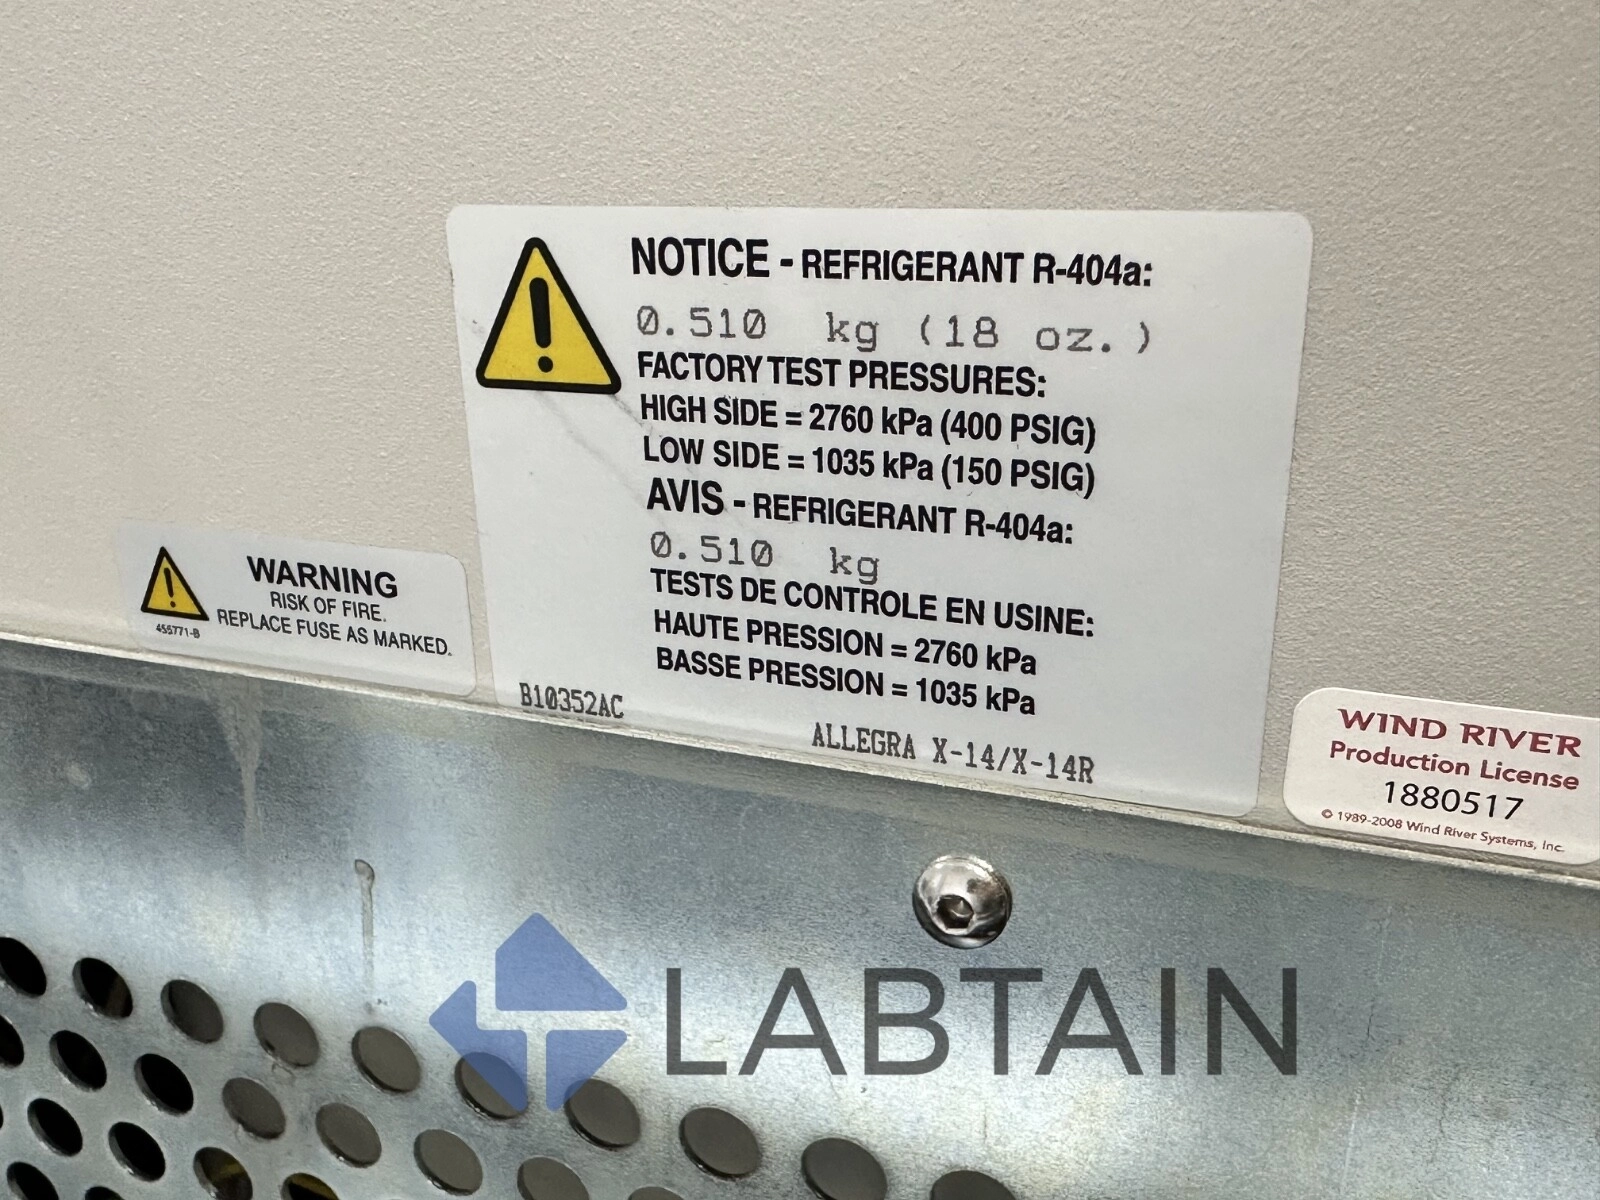 NOTICE - REFRIGERANT R-404a:
0.510 kg (18 oz.)
FACTORY TEST PRESSURES:
HIGH SIDE = 2760 kPa (400 PSIG)
LOW SIDE = 1035 kPa (150 PSIG)
AVIS - REFRIGERANT R-404a:
0.510 kg
TESTS DE CONTROLE EN USINE:
HAUTE PRESSION = 2760 kPa
BASSE PRESSION = 1035 kPa
B10352AC
ALLEGRA X-14/X-14R
WARNING
RISK OF FIRE.
REPLACE FUSE AS MARKED.
455771-B
WIND RIVER
Production License
1880517
© 1989-2008 Wind River Systems, Inc.
LABTAIN